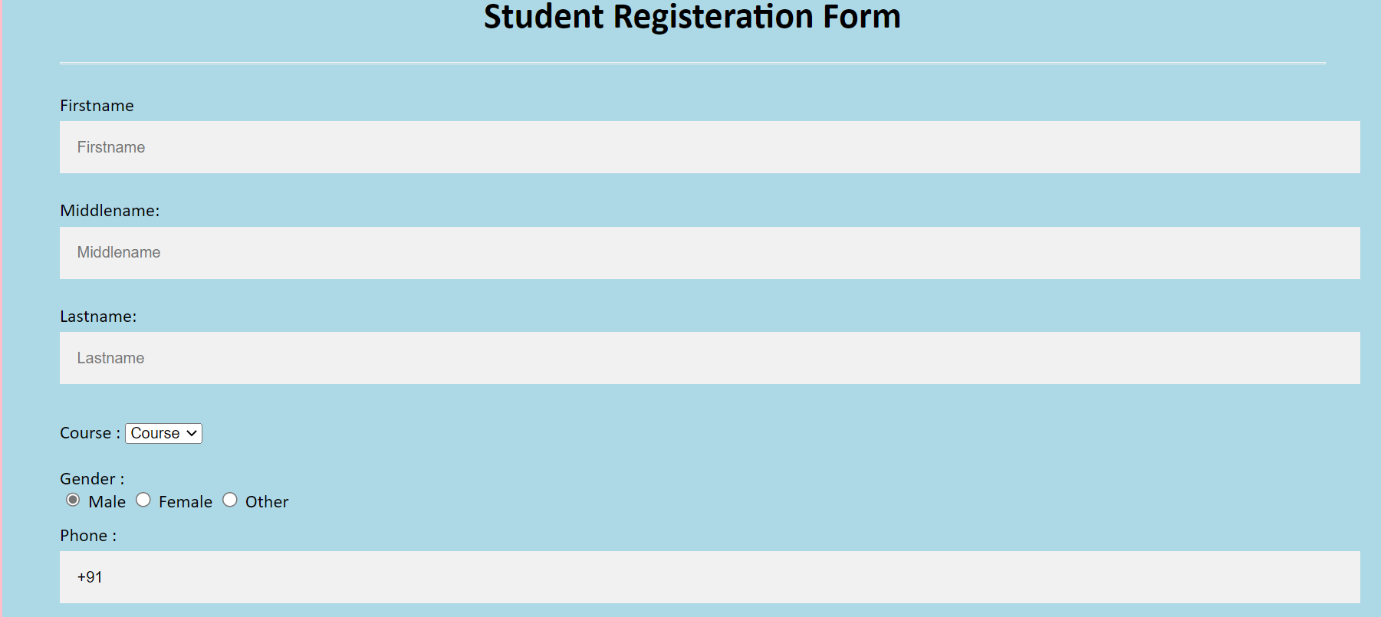 Student Registeration Form
Firstname
Firstname
Middlename:
Middlename
Lastname:
Lastname
Course : Course
Gender :
Male Female Other
Phone :
+91